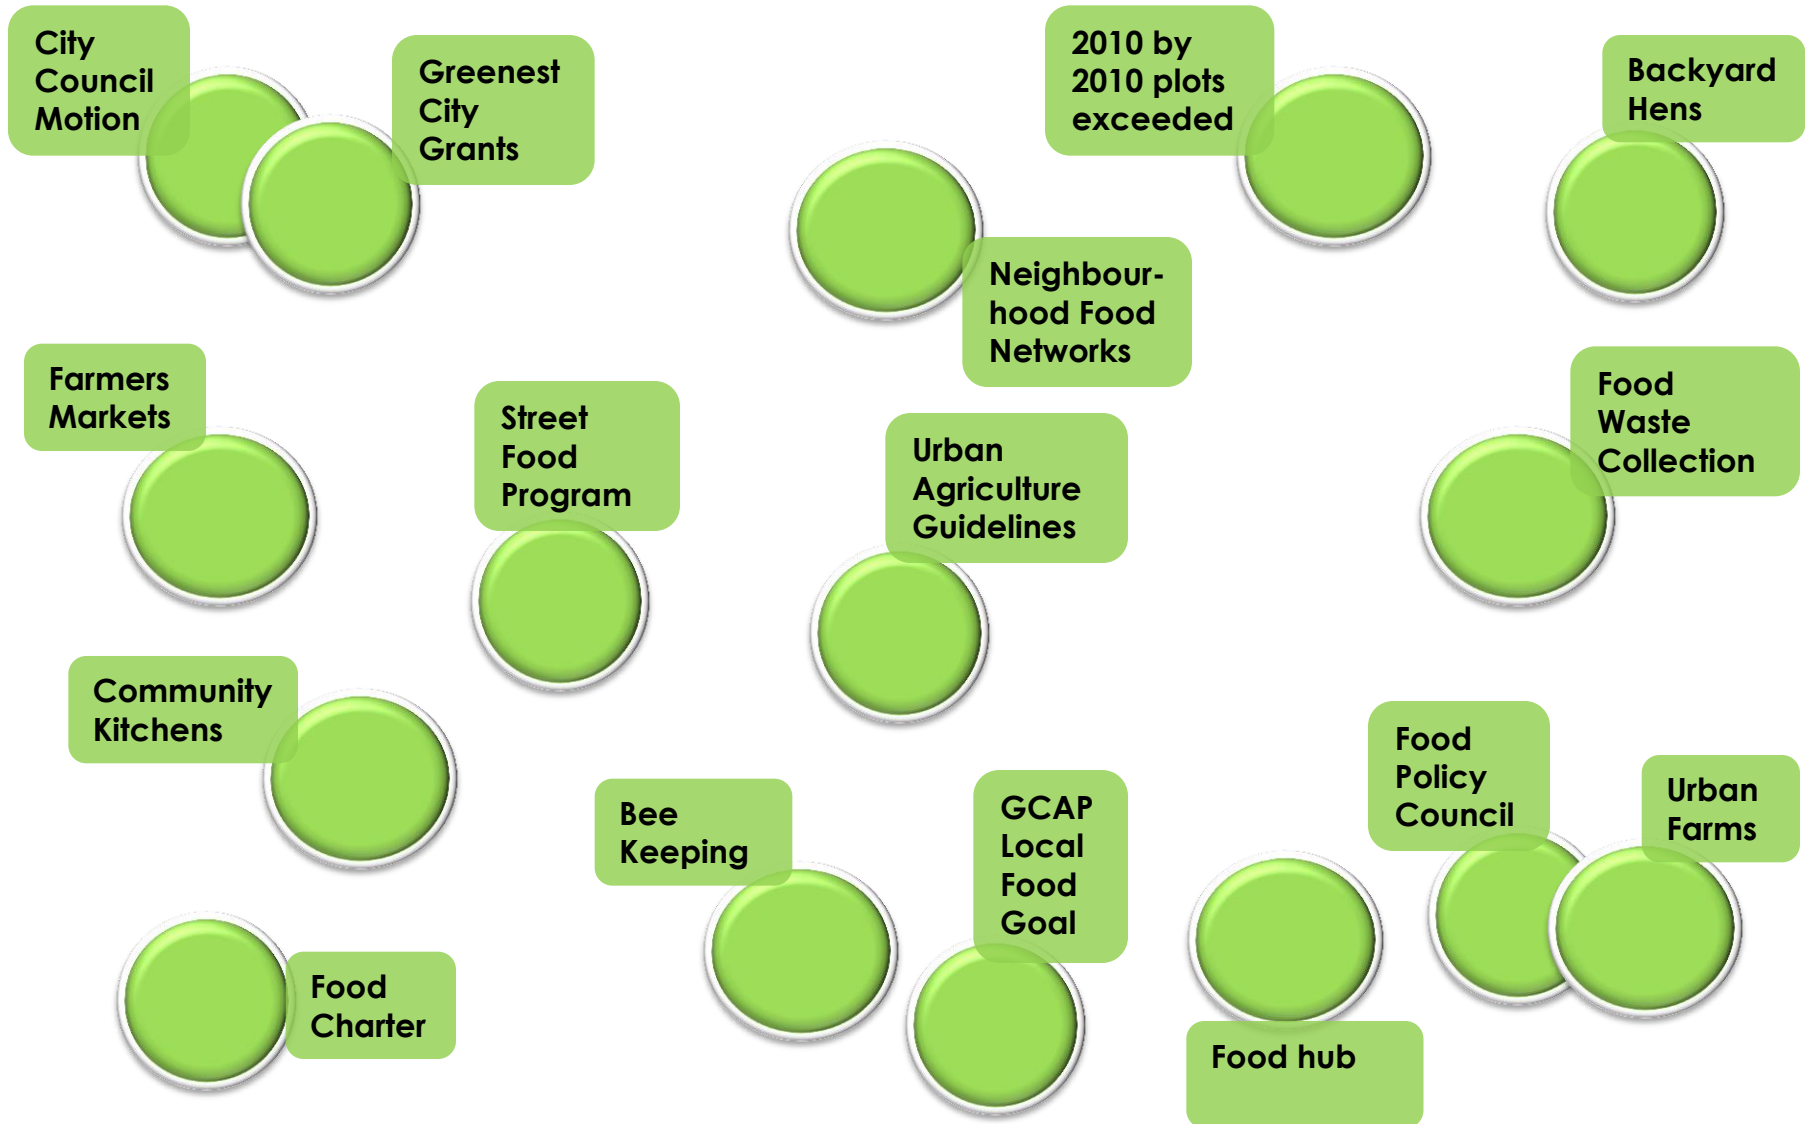 City
Council
Motion
Greenest
City
Grants
2010 by
2010 plots
exceeded
Backyard
Hens
Neighbour-
hood Food
Networks
Farmers
Markets
Street
Food
Program
Urban
Agriculture
Guidelines
Food
Waste
Collection
Community
Kitchens
Bee
Keeping
GCAP
Local
Food
Goal
Food
Policy
Council
Urban
Farms
Food
Charter
Food hub